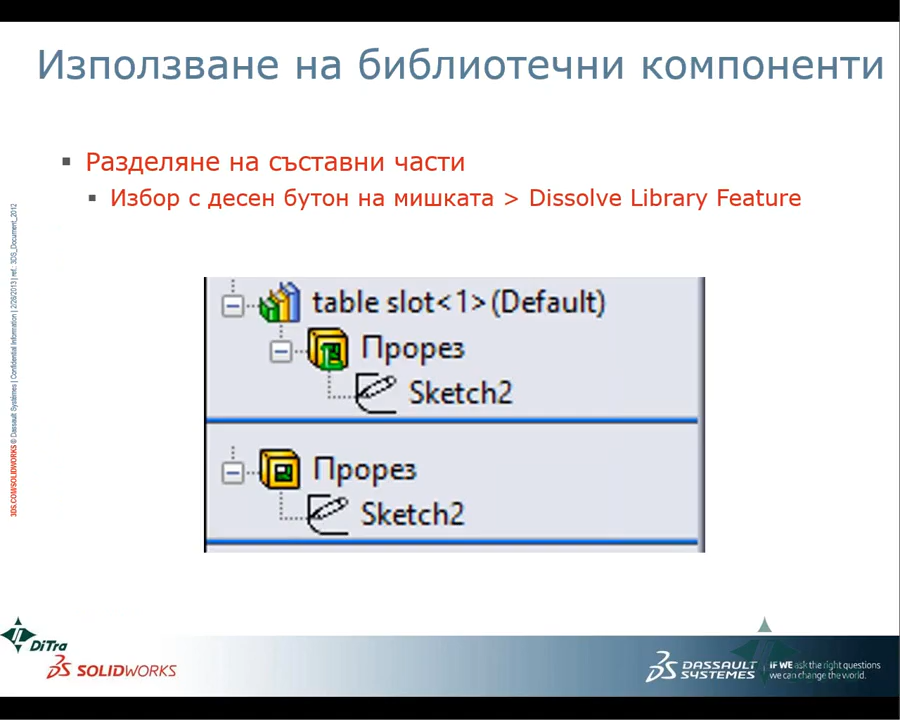 Използване на библиотечни компоненти
Разделяне на съставни части
Избор с десен бутон на мишката > Dissolve Library Feature
3DS.COM/SOLIDWORKS © Dassault Systèmes | Confidential Information | 2/26/2013 | ref.: 3DS_Document_2012
table slot<1>(Default)
Прорез
Sketch2
Прорез
Sketch2
DiTra
SOLIDWORKS
DASSAULT SYSTEMES
IF WE ask the right questions
we can change the world.